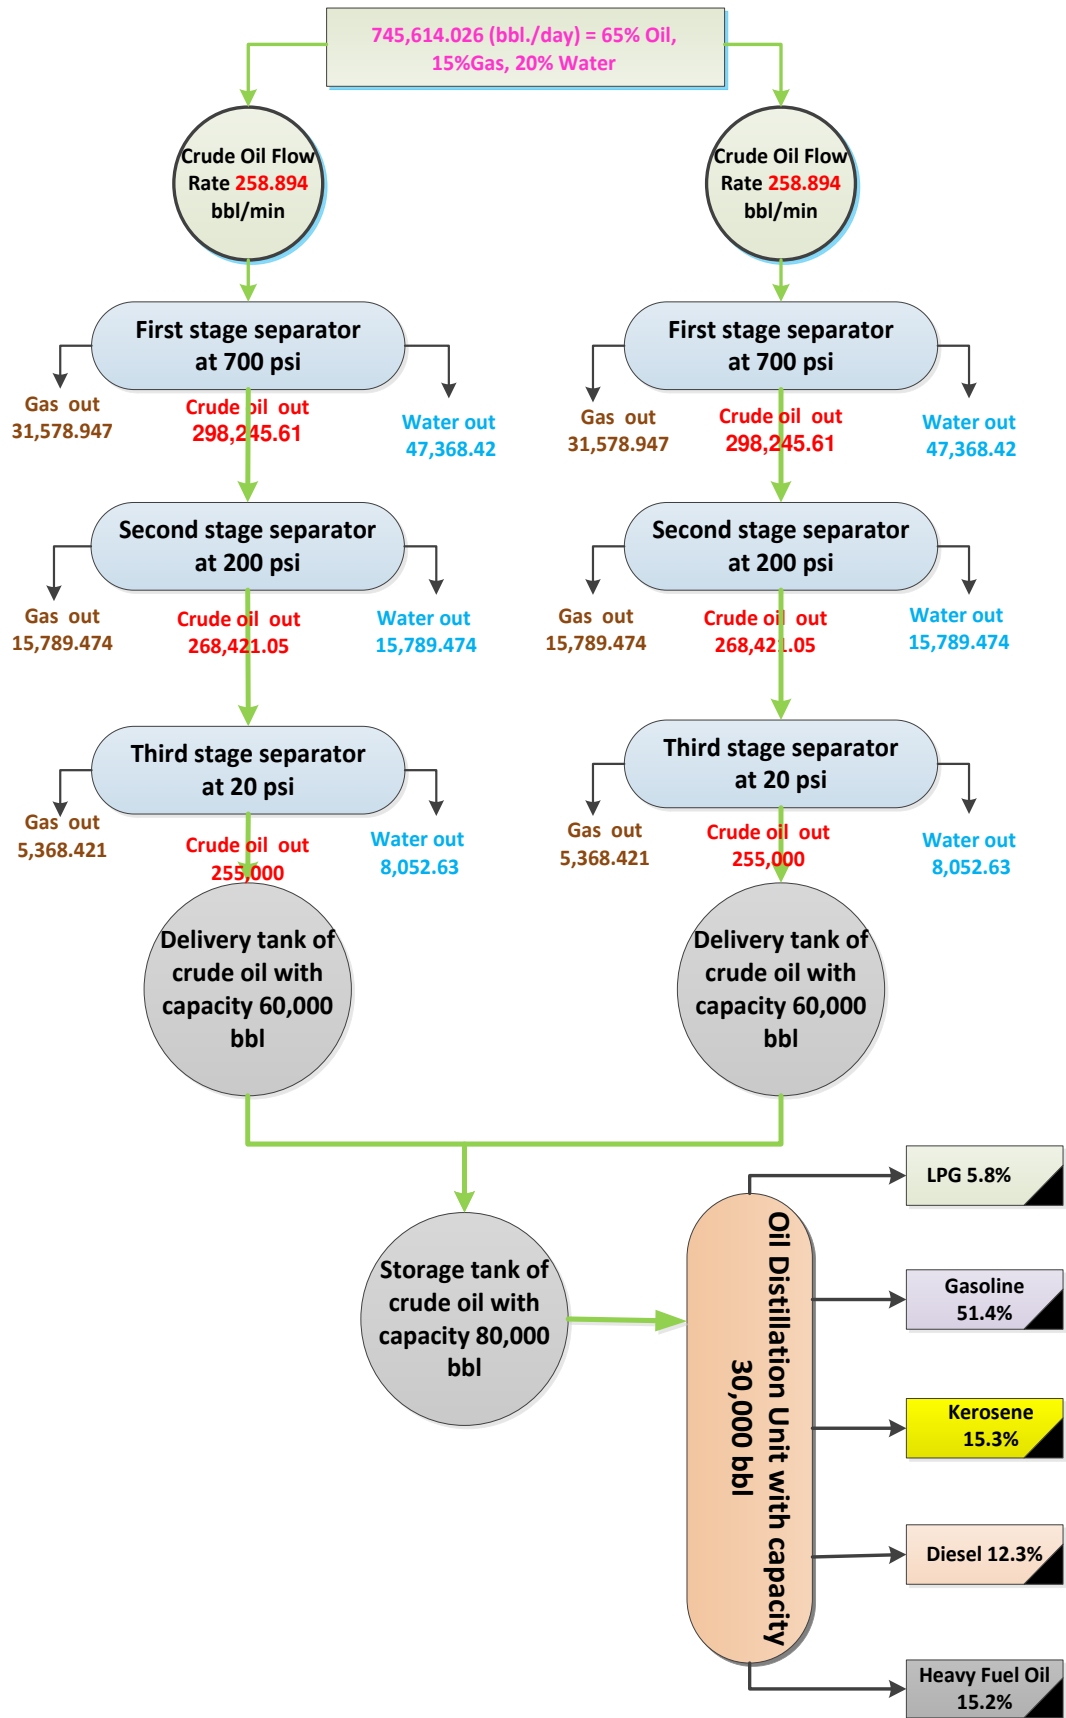 745,614.026 (bbl./day) = 65% Oil,
15%Gas, 20% Water
Crude Oil Flow
Rate 258.894
bbl/min
Crude Oil Flow
Rate 258.894
bbl/min
First stage separator
at 700 psi
First stage separator
at 700 psi
Gas out
31,578.947
Crude oil out
298,245.61
Water out
47,368.42
Gas out
31,578.947
Crude oil out
298,245.61
Water out
47,368.42
Second stage separator
at 200 psi
Second stage separator
at 200 psi
Gas out
15,789.474
Crude oil out
268,421.05
Water out
15,789.474
Gas out
15,789.474
Crude oil out
268,421.05
Water out
15,789.474
Third stage separator
at 20 psi
Third stage separator
at 20 psi
Gas out
5,368.421
Crude oil out
255,000
Water out
8,052.63
Gas out
5,368.421
Crude oil out
255,000
Water out
8,052.63
Delivery tank of
crude oil with
capacity 60,000
bbl
Delivery tank of
crude oil with
capacity 60,000
bbl
Storage tank of
crude oil with
capacity 80,000
bbl
Oil Distillation Unit with capacity
30,000 bbl
LPG 5.8%
Gasoline
51.4%
Kerosene
15.3%
Diesel 12.3%
Heavy Fuel Oil
15.2%